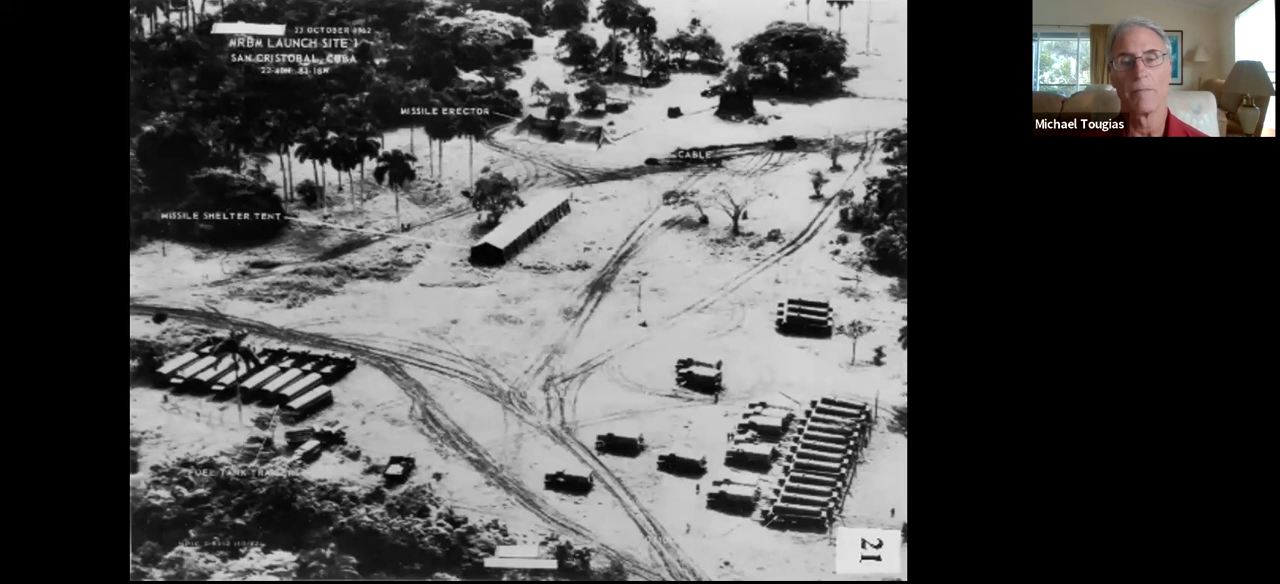 23 OCTOBER 1962
MRBM LAUNCH SITE 1
SAN CRISTOBAL, CUBA
MISSILE ERECTOR
CABLE
MISSILE SHELTER TENT
FUEL TANK
21
Michael Tougias